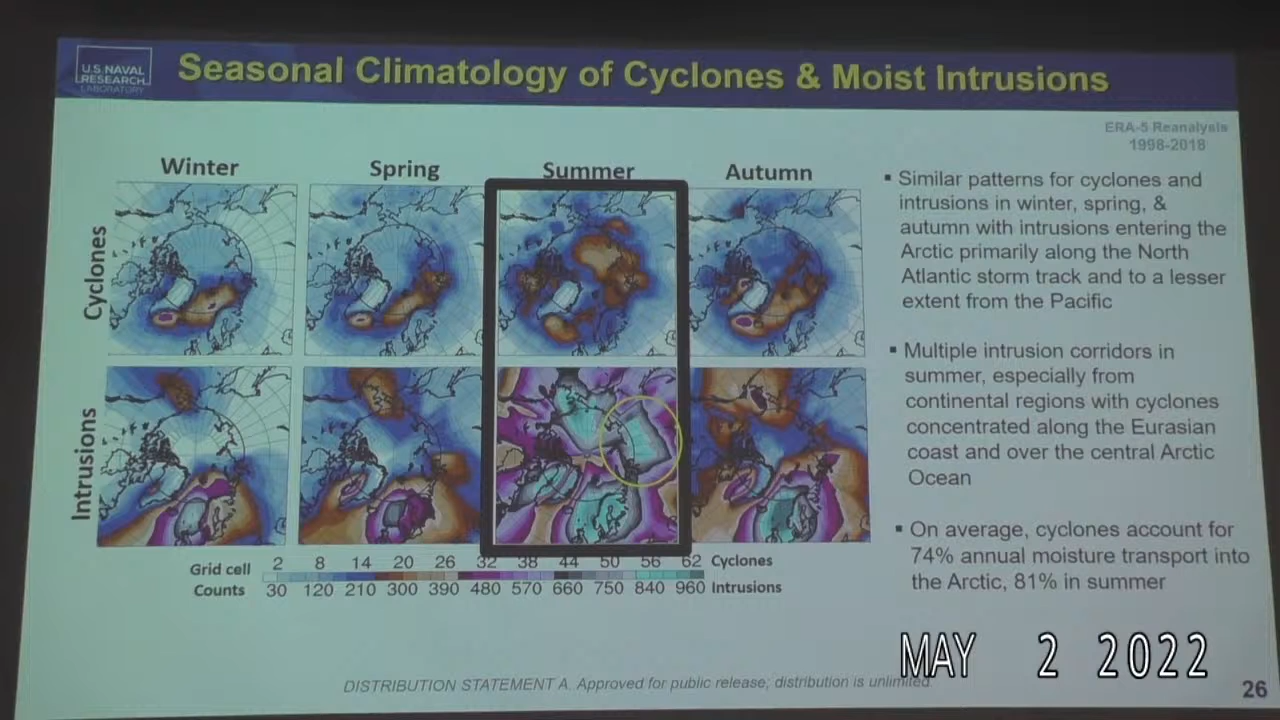 U.S. NAVAL
RESEARCH
LABORATORY
Seasonal Climatology of Cyclones & Moist Intrusions
ERA-5 Reanalysis
1998-2018
Winter Spring Summer Autumn
Cyclones
Intrusions
Grid cell 2 8 14 20 26 32 38 44 50 56 62 Cyclones
Counts 30 120 210 300 390 480 570 660 750 840 960 Intrusions
▪ Similar patterns for cyclones and
intrusions in winter, spring, &
autumn with intrusions entering the
Arctic primarily along the North
Atlantic storm track and to a lesser
extent from the Pacific
▪ Multiple intrusion corridors in
summer, especially from
continental regions with cyclones
concentrated along the Eurasian
coast and over the central Arctic
Ocean
▪ On average, cyclones account for
74% annual moisture transport into
the Arctic, 81% in summer
MAY 2 2022
DISTRIBUTION STATEMENT A. Approved for public release; distribution is unlimited.
26